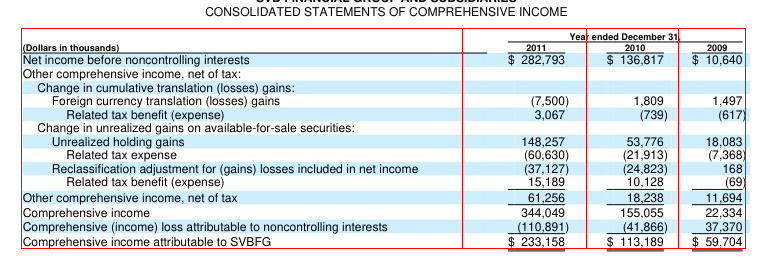 SVB FINANCIAL GROUP AND SUBSIDIARIES
CONSOLIDATED STATEMENTS OF COMPREHENSIVE INCOME
Year ended December 31,
(Dollars in thousands) 2011 2010 2009
Net income before noncontrolling interests $ 282,793 $ 136,817 $ 10,640
Other comprehensive income, net of tax:
Change in cumulative translation (losses) gains:
Foreign currency translation (losses) gains (7,500) 1,809 1,497
Related tax benefit (expense) 3,067 (739) (617)
Change in unrealized gains on available-for-sale securities:
Unrealized holding gains 148,257 53,776 18,083
Related tax expense (60,630) (21,913) (7,368)
Reclassification adjustment for (gains) losses included in net income (37,127) (24,823) 168
Related tax benefit (expense) 15,189 10,128 (69)
Other comprehensive income, net of tax 61,256 18,238 11,694
Comprehensive income 344,049 155,055 22,334
Comprehensive (income) loss attributable to noncontrolling interests (110,891) (41,866) 37,370
Comprehensive income attributable to SVBFG $ 233,158 $ 113,189 $ 59,704